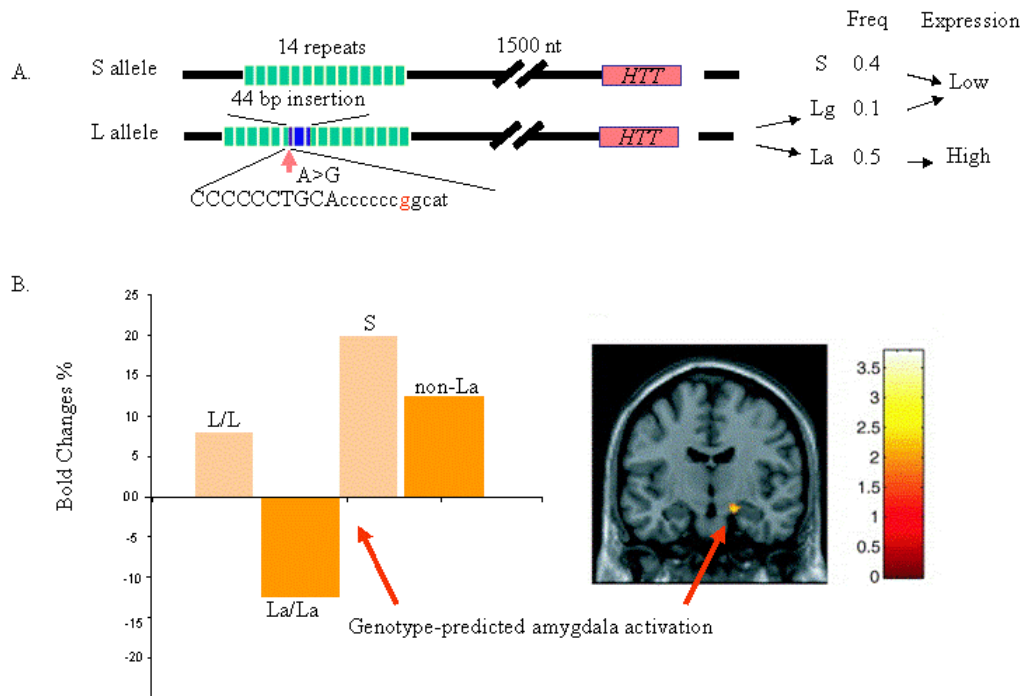 Freq Expression
14 repeats
1500 nt
A.
S allele
HTT
S 0.4
Low
44 bp insertion
Lg 0.1
L allele
HTT
La 0.5
High
A>G
CCCCCCTGCAccccccggcat
B.
Bold Changes %
25
20
15
10
5
0.0
-5
-10
-15
-20
L/L
La/La
S
non-La
3.5
3
2.5
2
1.5
1
0.5
0
Genotype-predicted amygdala activation